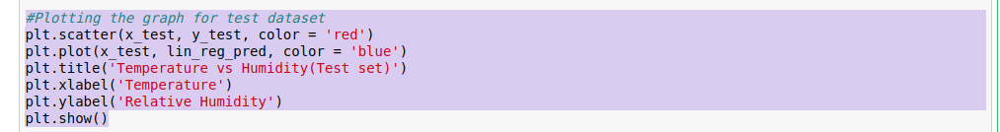 #Plotting the graph for test dataset
plt.scatter(x_test, y_test, color = 'red')
plt.plot(x_test, lin_reg_pred, color = 'blue')
plt.title('Temperature vs Humidity(Test set)')
plt.xlabel('Temperature')
plt.ylabel('Relative Humidity')
plt.show()